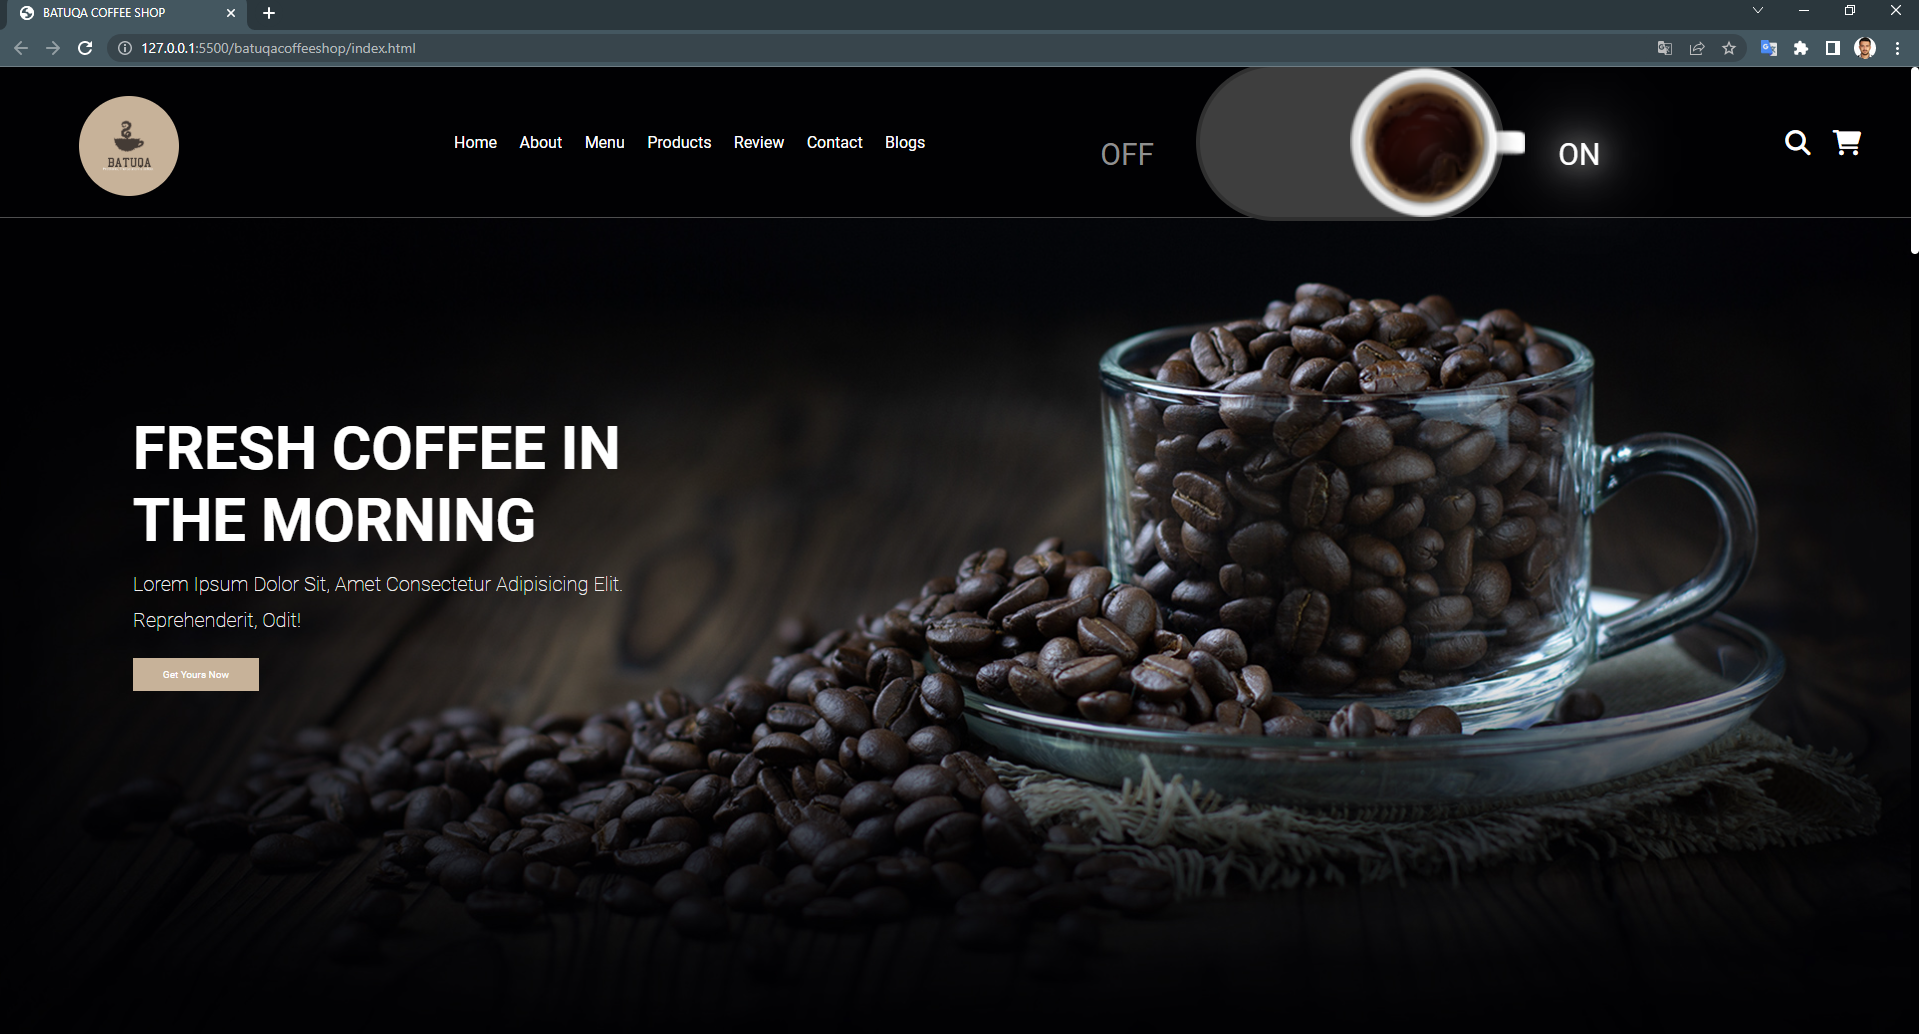 BATUQA COFFEE SHOP
127.0.0.1:5500/batuqacoffeeshop/index.html
BATUQA
Home About Menu Products Review Contact Blogs
OFF
ON
FRESH COFFEE IN
THE MORNING
Lorem Ipsum Dolor Sit, Amet Consectetur Adipisicing Elit.
Reprehenderit, Odit!
Get Yours Now